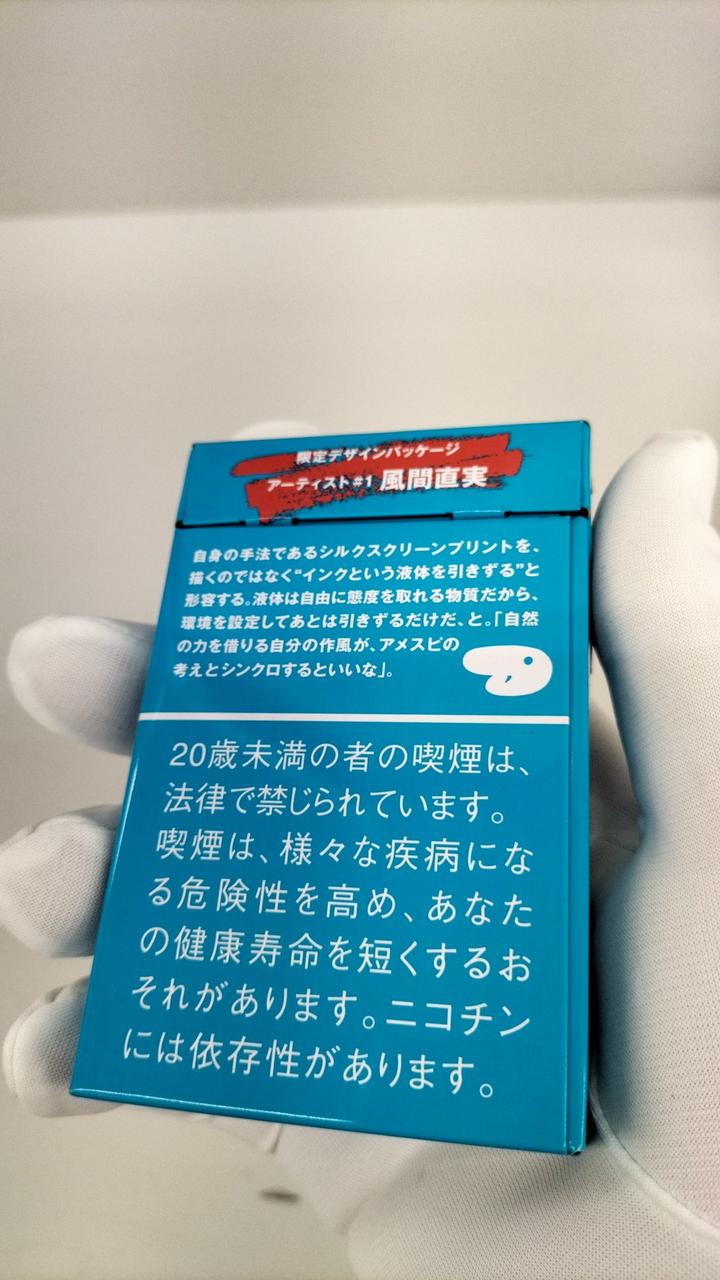 限定デザインパッケージ
アーティスト#1 風間直実
自身の手法であるシルクスクリーンプリントを、
描くのではなく“インクという液体を引きずる”と
形容する。液体は自由に態度を取れる物質だから、
環境を設定してあとは引きずるだけだ、と。「自然
の力を借りる自分の作風が、アメスピの
考えとシンクロするといいな」。
20歳未満の者の喫煙は、
法律で禁じられています。
喫煙は、様々な疾病にな
る危険性を高め、あなた
の健康寿命を短くするお
それがあります。ニコチン
には依存性があります。